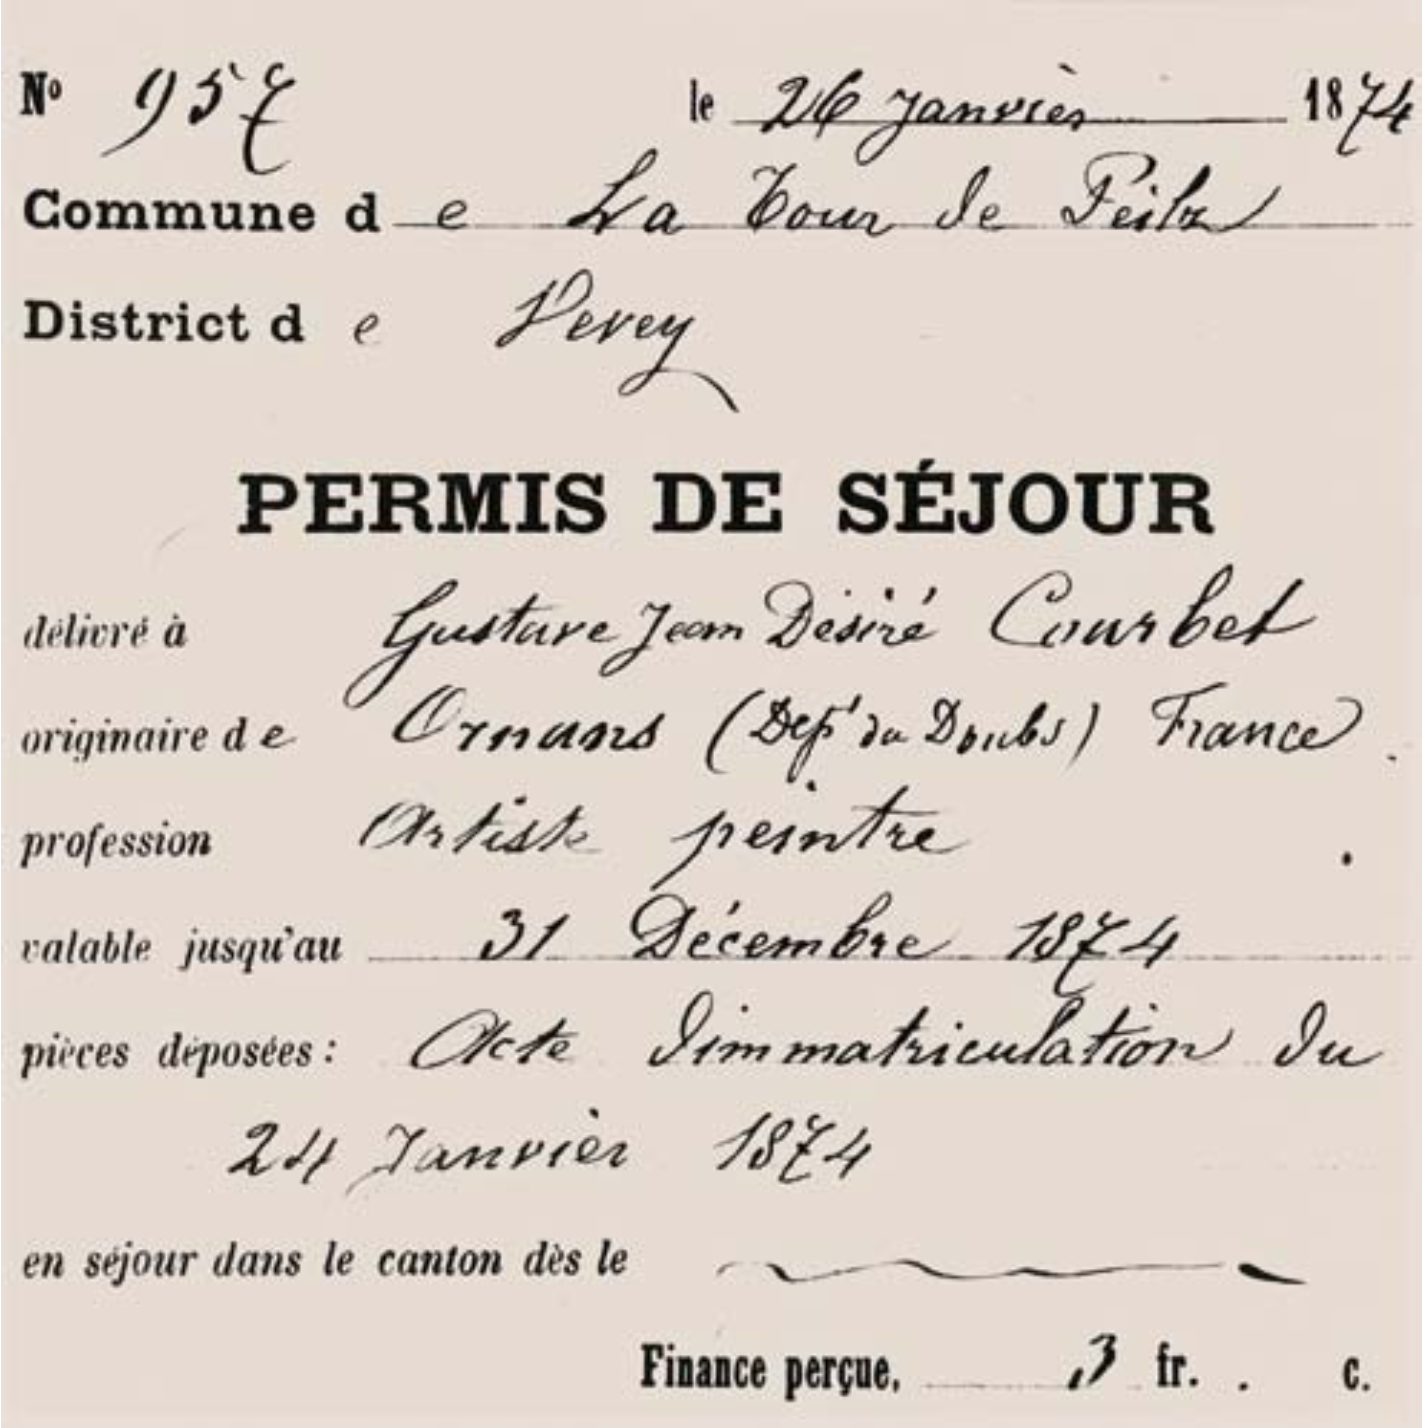 No 957 le 26 Janvier 1874
Commune de La Tour de Peilz
District de Vevey
PERMIS DE SÉJOUR
délivré à Gustave Jean Désiré Courbet
originaire de Ornans (Dépt du Doubs) France.
profession Artiste peintre.
valable jusqu'au 31 Décembre 1874
pièces déposées: Acte d'immatriculation du
24 Janvier 1874
en séjour dans le canton dès le
Finance perçue, 3 fr. . c.